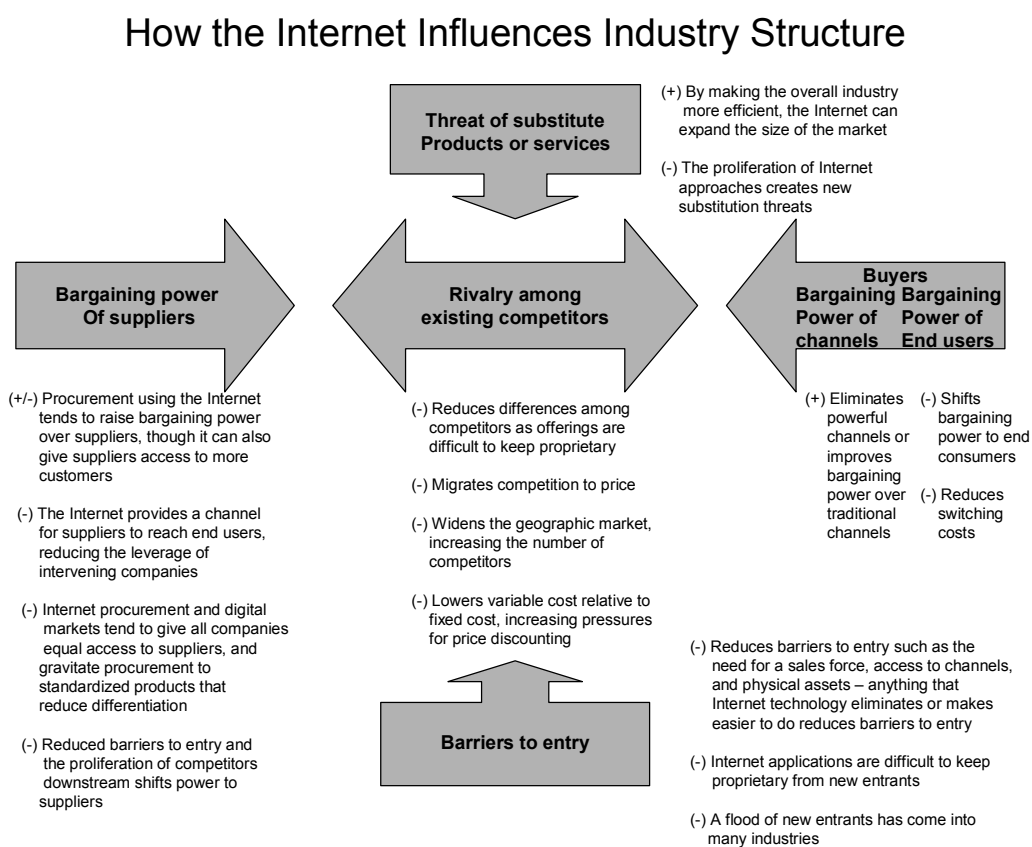 How the Internet Influences Industry Structure
Threat of substitute
Products or services
(+) By making the overall industry
more efficient, the Internet can
expand the size of the market
(-) The proliferation of Internet
approaches creates new
substitution threats
Bargaining power
Of suppliers
Rivalry among
existing competitors
Buyers
Bargaining
Power of
channels
Bargaining
Power of
End users
(+/-) Procurement using the Internet
tends to raise bargaining power
over suppliers, though it can also
give suppliers access to more
customers
(-) The Internet provides a channel
for suppliers to reach end users,
reducing the leverage of
intervening companies
(-) Internet procurement and digital
markets tend to give all companies
equal access to suppliers, and
gravitate procurement to
standardized products that
reduce differentiation
(-) Reduced barriers to entry and
the proliferation of competitors
downstream shifts power to
suppliers
(-) Reduces differences among
competitors as offerings are
difficult to keep proprietary
(-) Migrates competition to price
(-) Widens the geographic market,
increasing the number of
competitors
(-) Lowers variable cost relative to
fixed cost, increasing pressures
for price discounting
(+) Eliminates
powerful
channels or
improves
bargaining
power over
traditional
channels
(-) Shifts
bargaining
power to end
consumers
(-) Reduces
switching
costs
Barriers to entry
(-) Reduces barriers to entry such as the
need for a sales force, access to channels,
and physical assets – anything that
Internet technology eliminates or makes
easier to do reduces barriers to entry
(-) Internet applications are difficult to keep
proprietary from new entrants
(-) A flood of new entrants has come into
many industries